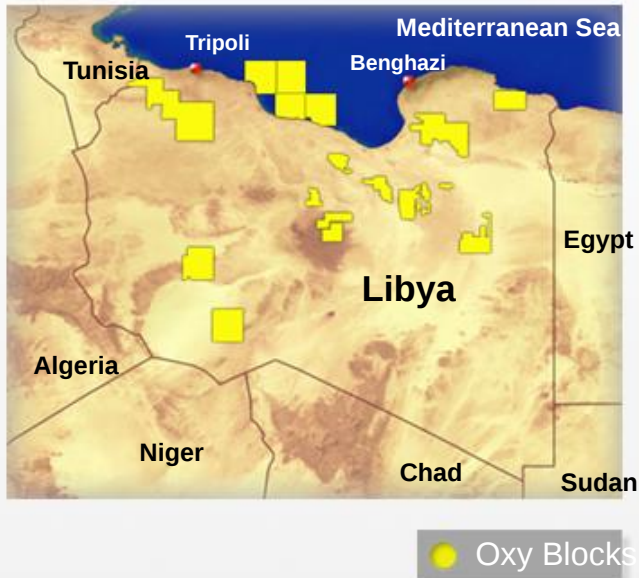 Mediterranean Sea
Tripoli
Benghazi
Tunisia
Egypt
Libya
Algeria
Niger
Chad
Sudan
Oxy Blocks